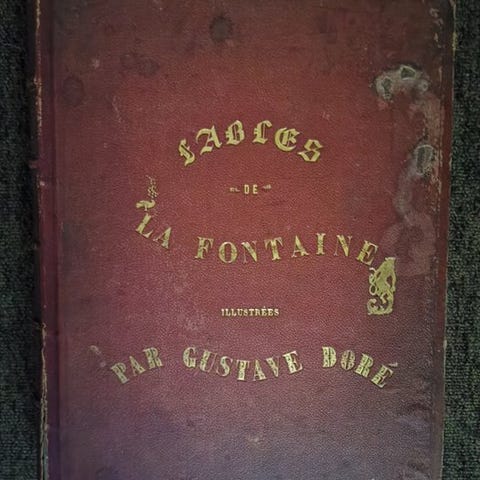 FABLES
DE
LA FONTAINE
ILLUSTRÉES
PAR GUSTAVE DORÉ